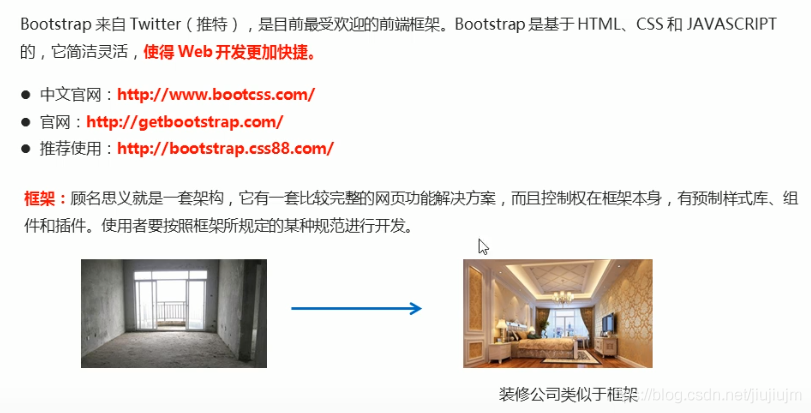 Bootstrap 来自 Twitter（推特），是目前最受欢迎的前端框架。Bootstrap 是基于 HTML、CSS 和 JAVASCRIPT
的，它简洁灵活，使得 Web 开发更加快捷。
● 中文官网：http://www.bootcss.com/
● 官网：http://getbootstrap.com/
● 推荐使用：http://bootstrap.css88.com/
框架：顾名思义就是一套架构，它有一套比较完整的网页功能解决方案，而且控制权在框架本身，有预制样式库、组
件和插件。使用者要按照框架所规定的某种规范进行开发。
装修公司类似于框架
blog.csdn.net/jiujiujm